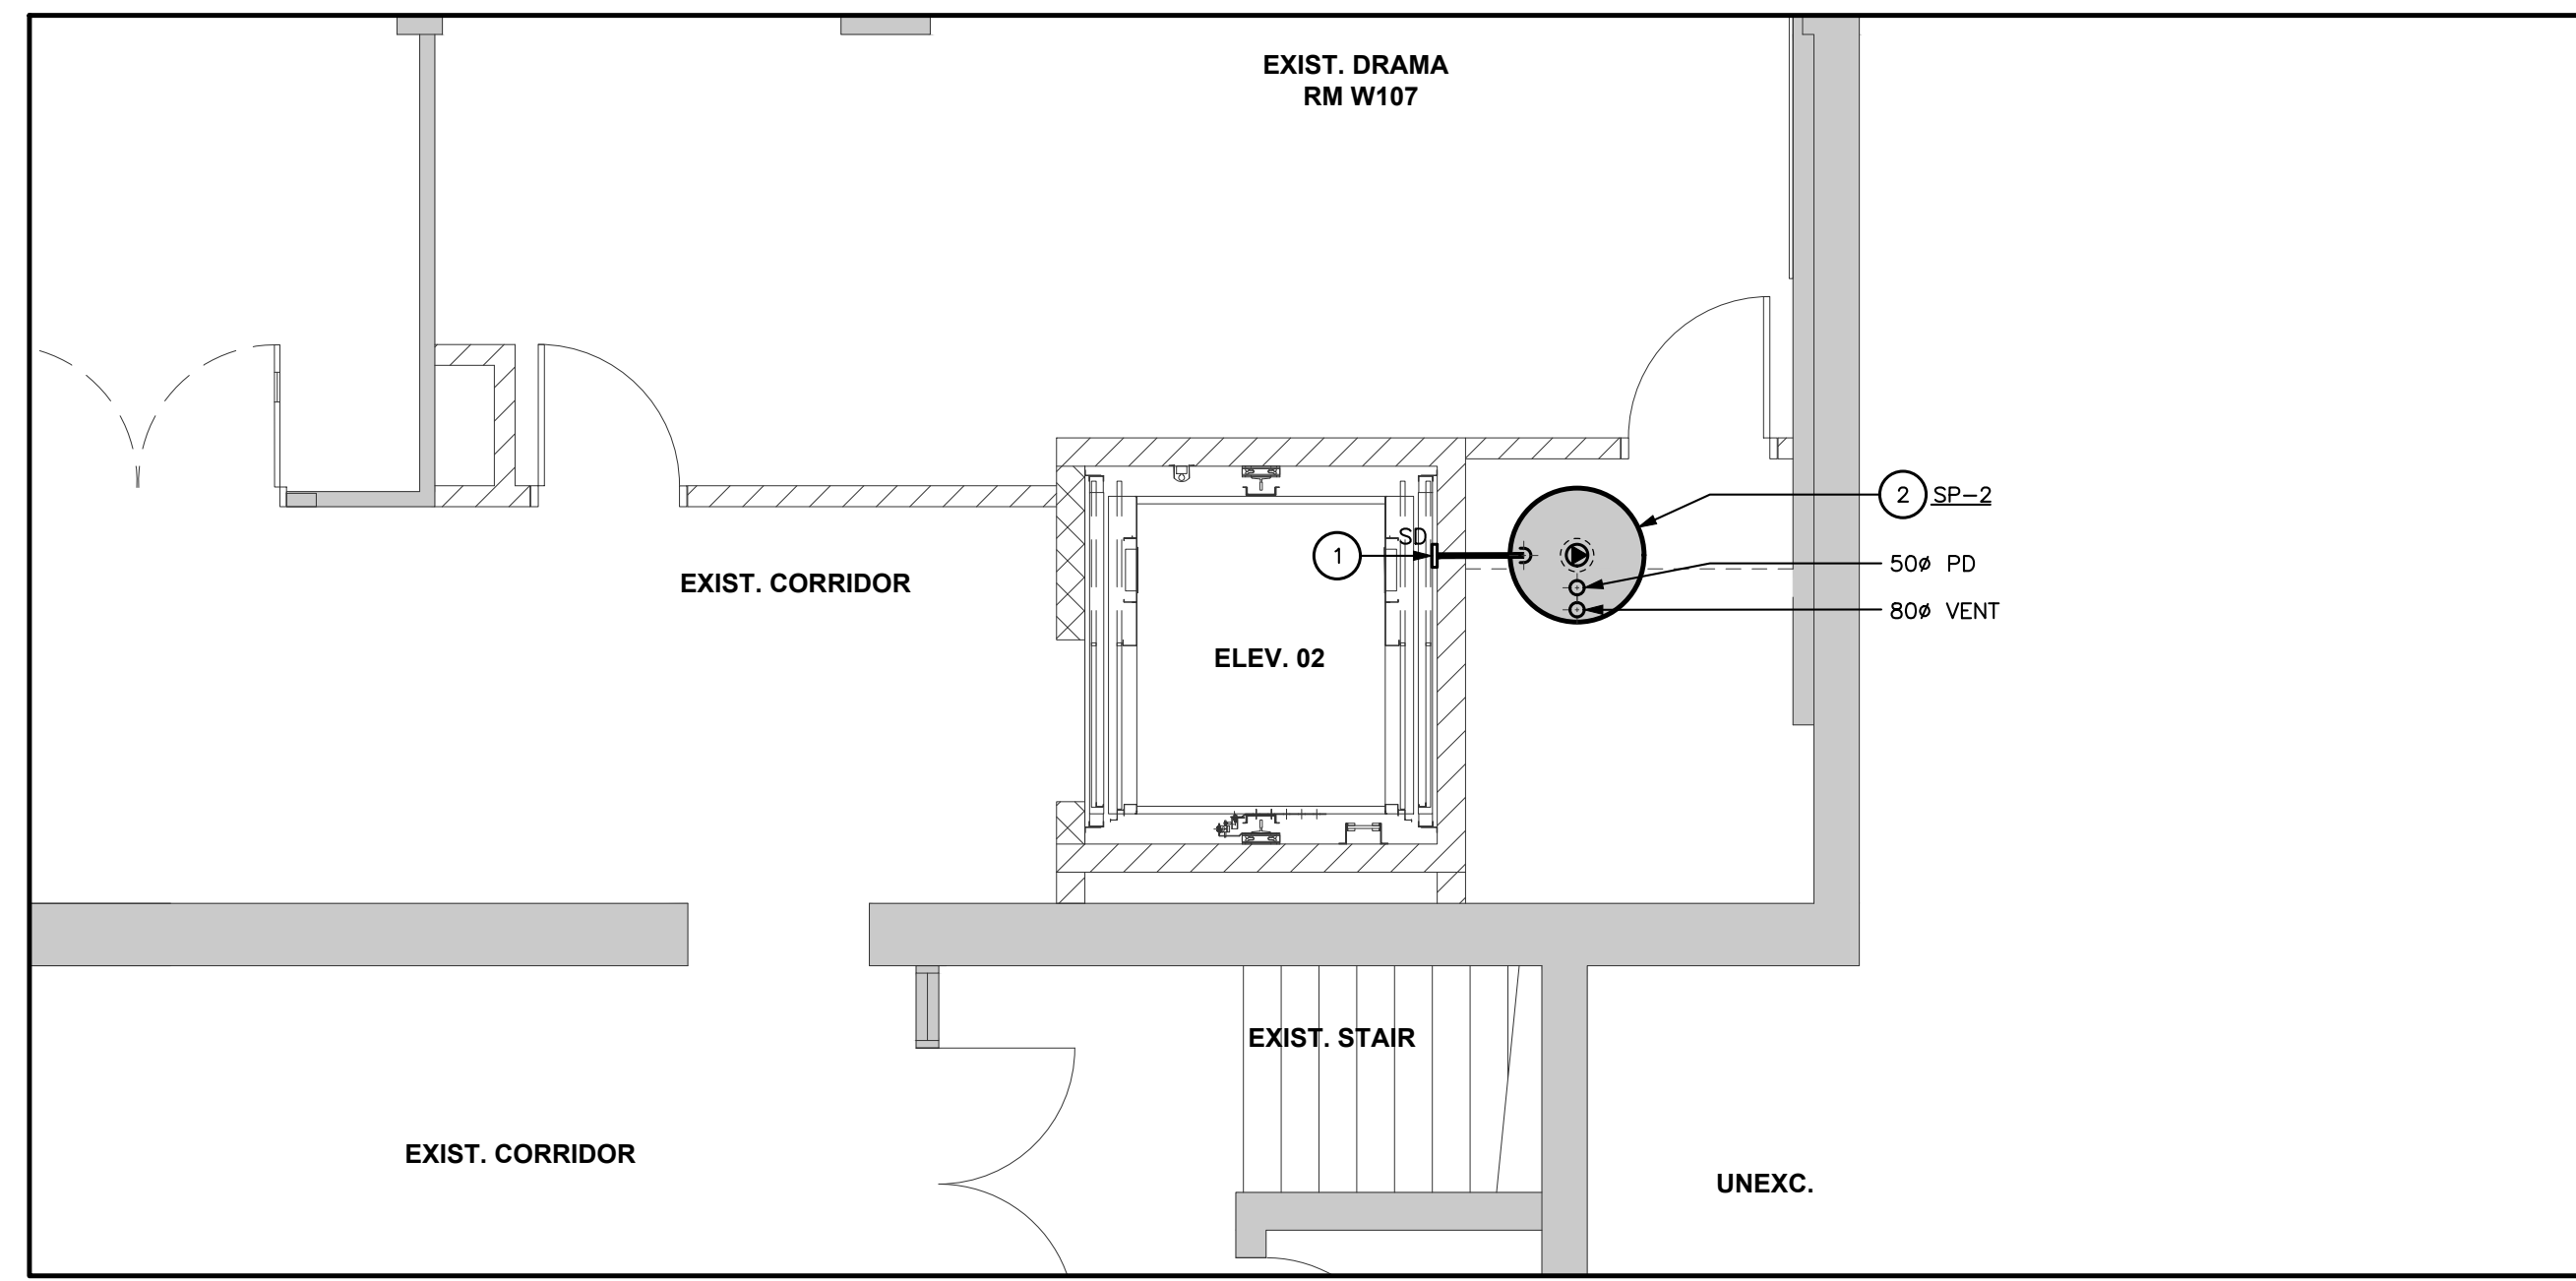 EXIST. DRAMA
RM W107
2 SP-2
SD
1
50ø PD
EXIST. CORRIDOR
80ø VENT
ELEV. 02
EXIST. STAIR
EXIST. CORRIDOR
UNEXC.